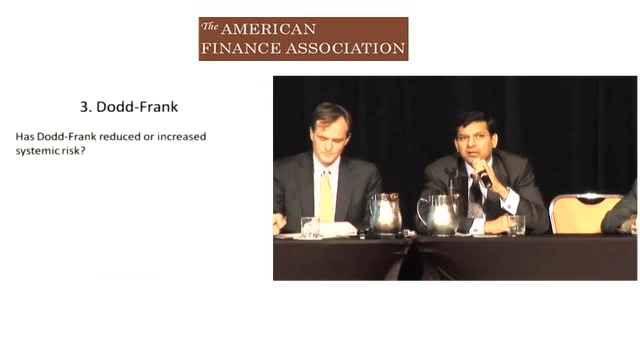 The AMERICAN
FINANCE ASSOCIATION
3. Dodd-Frank
Has Dodd-Frank reduced or increased
systemic risk?